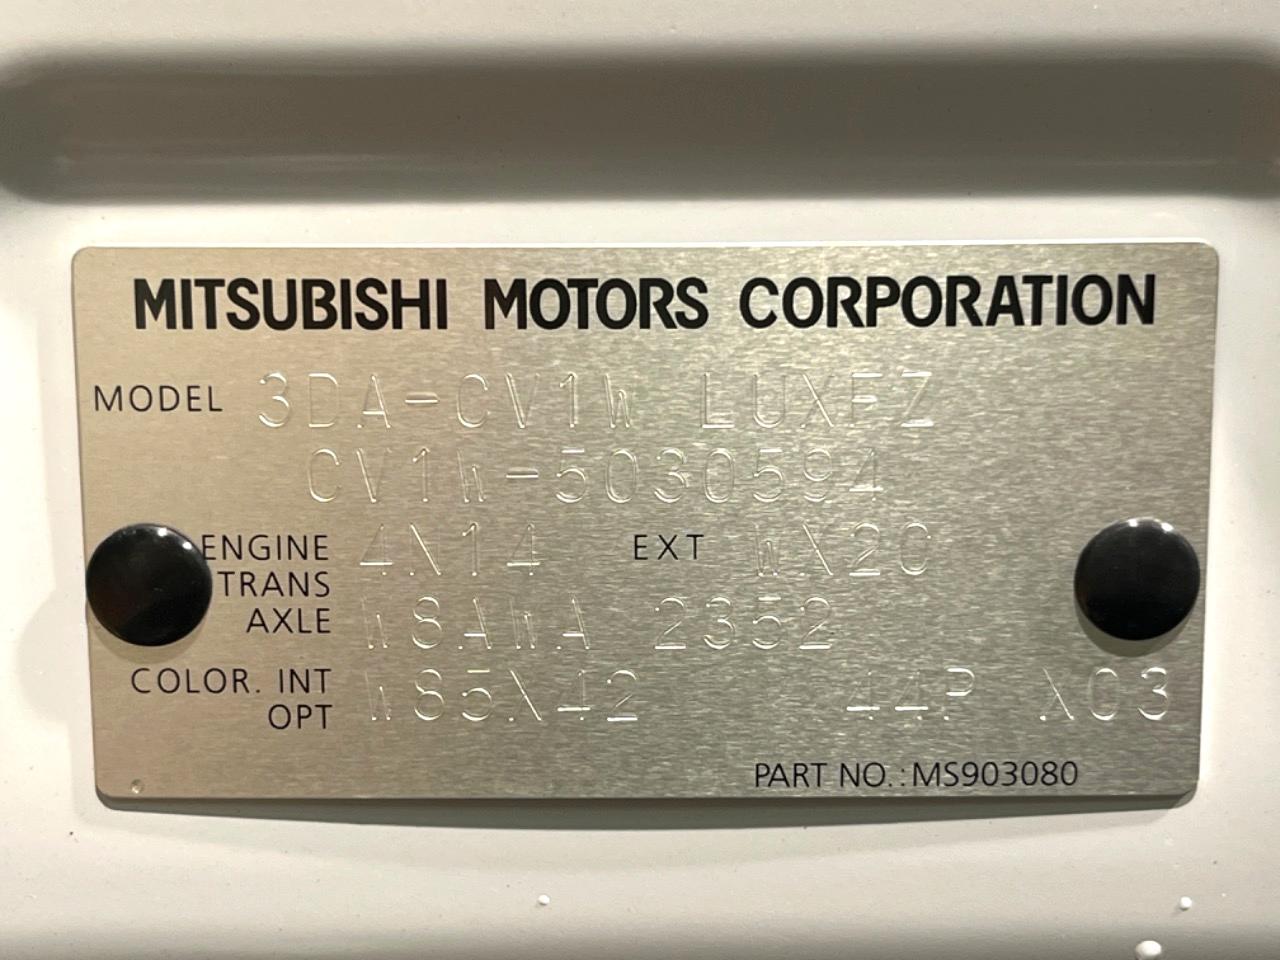 MITSUBISHI MOTORS CORPORATION
MODEL 3DA-CV1W LUXFZ
CV1W-5030594
ENGINE 4N14 EXT WX20
TRANS
AXLE W8AWA 2352
COLOR. INT
OPT W85X42 44P X03
PART NO.:MS903080